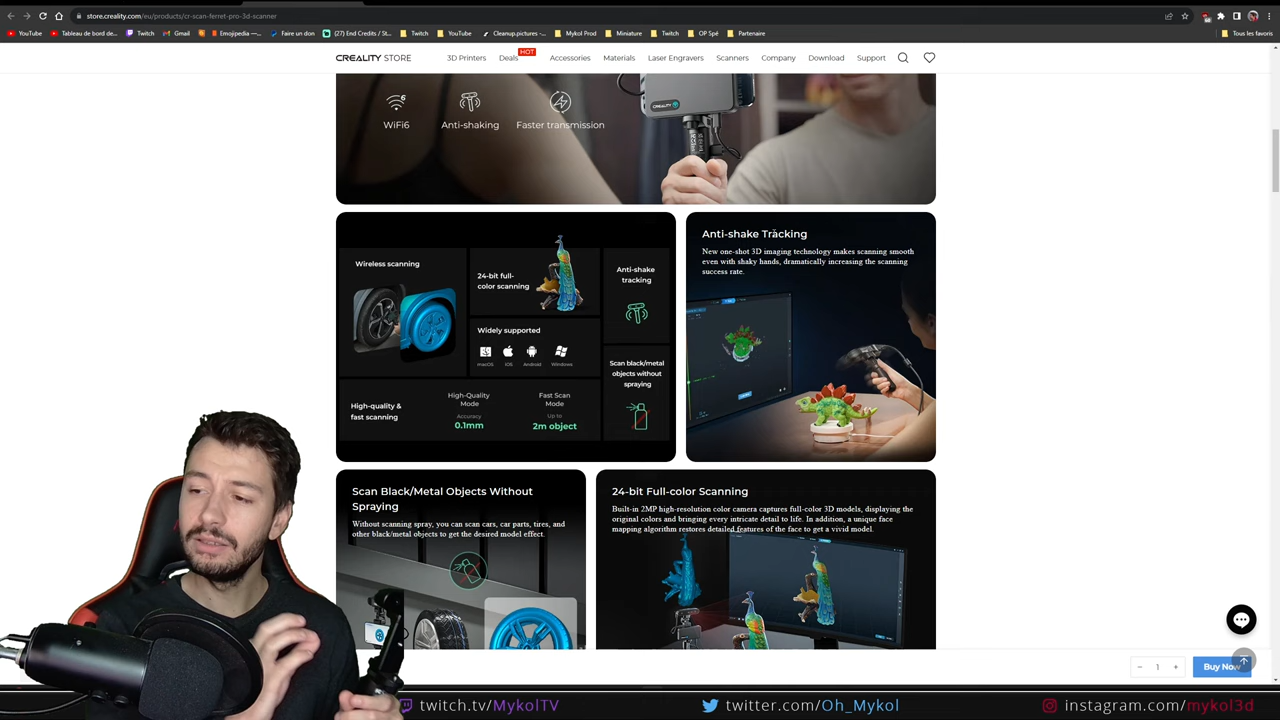 store.creality.com/eu/products/cr-scan-ferret-pro-3d-scanner
YouTube
Tableau de bord de...
Twitch
Gmail
Emojipedia —...
Faire un don
(27) End Credits / St...
Twitch
YouTube
Cleanup.pictures -...
Mykol Prod
Miniature
Twitch
OP Spé
Partenaire
Tous les favoris
CREALITY STORE
3D Printers
Deals
HOT
Accessories
Materials
Laser Engravers
Scanners
Company
Download
Support
CREALITY
WiFi6
Anti-shaking
Faster transmission
Wireless scanning
24-bit full-
color scanning
Anti-shake
tracking
Widely supported
macOS
iOS
Android
Windows
Scan black/metal
objects without
spraying
High-quality &
fast scanning
High-Quality
Mode
Accuracy
0.1mm
Fast Scan
Mode
Up to
2m object
Anti-shake Tracking
New one-shot 3D imaging technology makes scanning smooth
even with shaky hands, dramatically increasing the scanning
success rate.
Scan Black/Metal Objects Without
Spraying
Without scanning spray, you can scan cars, car parts, tires, and
other black/metal objects to get the desired model effect.
24-bit Full-color Scanning
Built-in 2MP high-resolution color camera captures full-color 3D models, displaying the
original colors and bringing every intricate detail to life. In addition, a unique face
mapping algorithm restores detailed features of the face to get a vivid model.
− 1 +
Buy Now
twitch.tv/MykolTV
twitter.com/Oh_Mykol
instagram.com/mykol3d